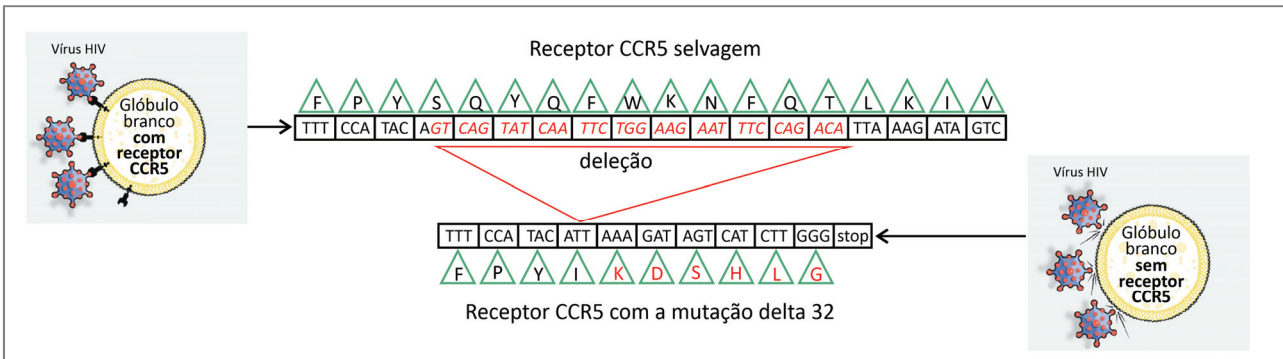 Vírus HIV
Glóbulo
branco
com
receptor
CCR5
Receptor CCR5 selvagem
F P Y S Q Y Q F W K N F Q T L K I V
TTT CCA TAC AGT CAG TAT CAA TTC TGG AAG AAT TTC CAG ACA TTA AAG ATA GTC
deleção
TTT CCA TAC ATT AAA GAT AGT CAT CTT GGG stop
F P Y I K D S H L G
Receptor CCR5 com a mutação delta 32
Vírus HIV
Glóbulo
branco
sem
receptor
CCR5